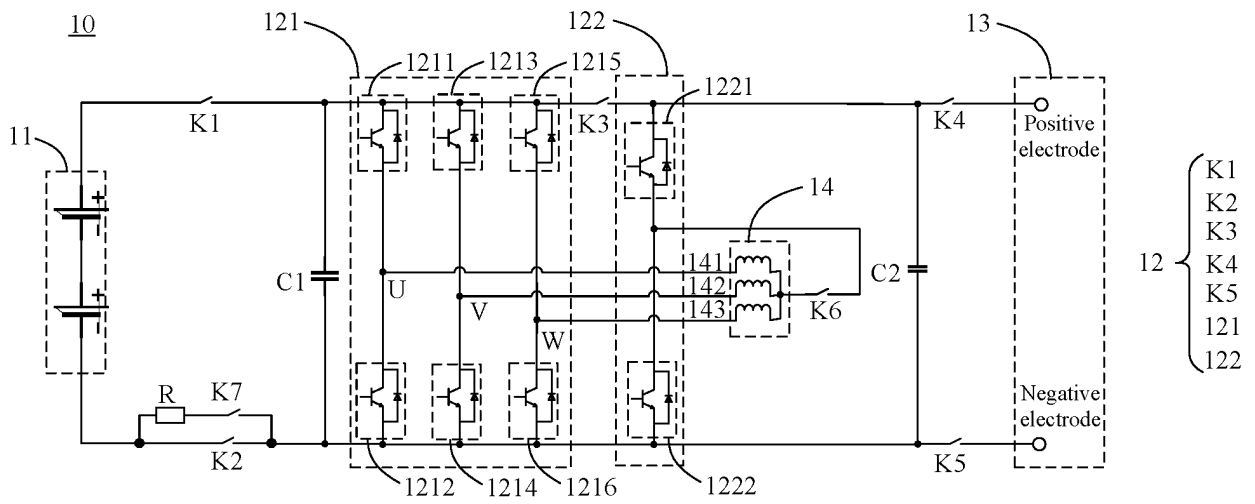 10
121
1211
1213
1215
122
1221
13
K1
K3
K4
Positive
electrode
11
14
K1
K2
K3
K4
K5
121
122
12
C1
U
V
W
141
142
143
K6
C2
R
K7
K2
Negative
electrode
K5
1212
1214
1216
1222
+
+